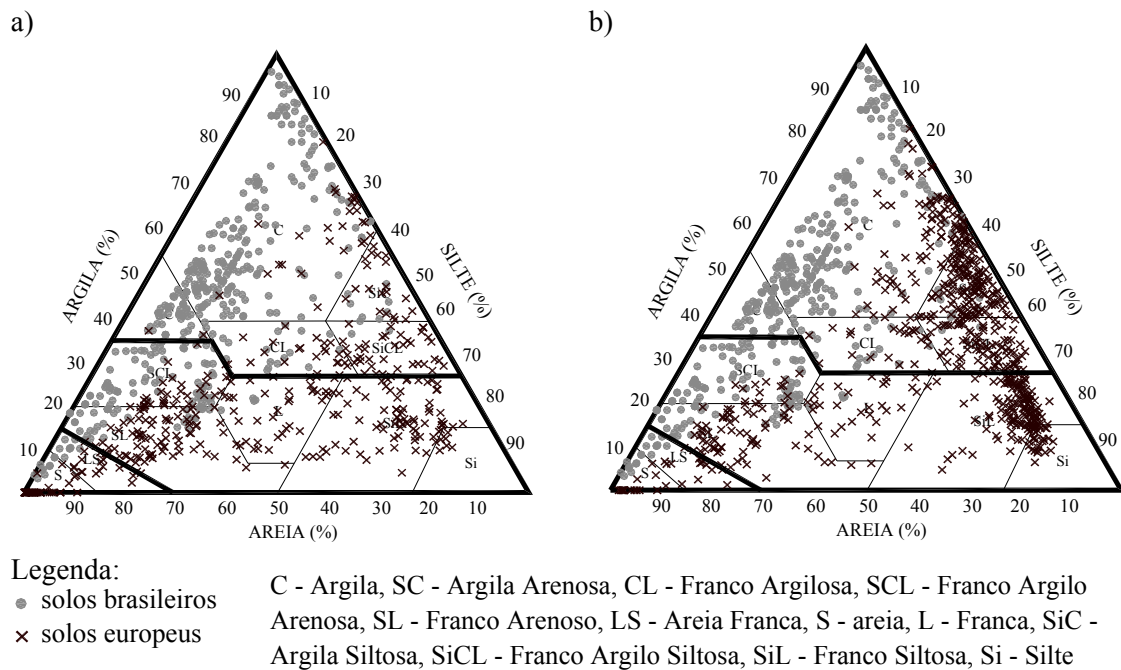 a)
b)
90
10
80
20
70
30
60
40
50
50
40
60
30
70
20
80
10
90
ARGILA (%)
SILTE (%)
C
SiCL
CL
SCL
SL
LS
S
Si
90
80
70
60
50
40
30
20
10
AREIA (%)
90
10
80
20
70
30
60
40
50
50
40
60
30
70
20
80
10
90
ARGILA (%)
SILTE (%)
C
CL
SCL
SiL
LS
S
Si
90
80
70
60
50
40
30
20
10
AREIA (%)
Legenda:
solos brasileiros
solos europeus
C - Argila, SC - Argila Arenosa, CL - Franco Argilosa, SCL - Franco Argilo
Arenosa, SL - Franco Arenoso, LS - Areia Franca, S - areia, L - Franca, SiC -
Argila Siltosa, SiCL - Franco Argilo Siltosa, SiL - Franco Siltosa, Si - Silte